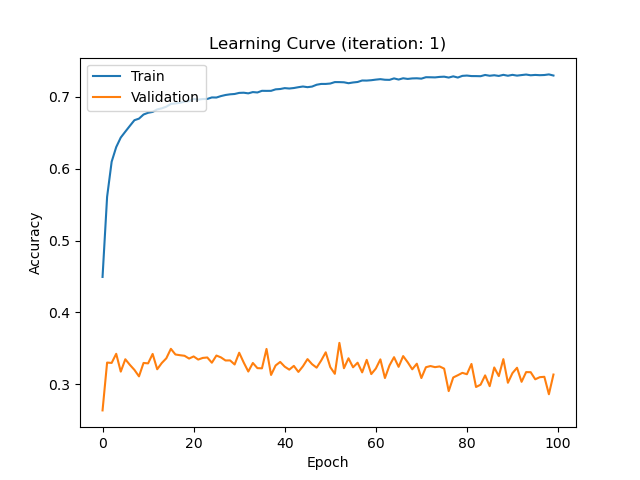 Learning Curve (iteration: 1)
Train
Validation
0.7
0.6
0.5
0.4
0.3
Accuracy
0 20 40 60 80 100
Epoch